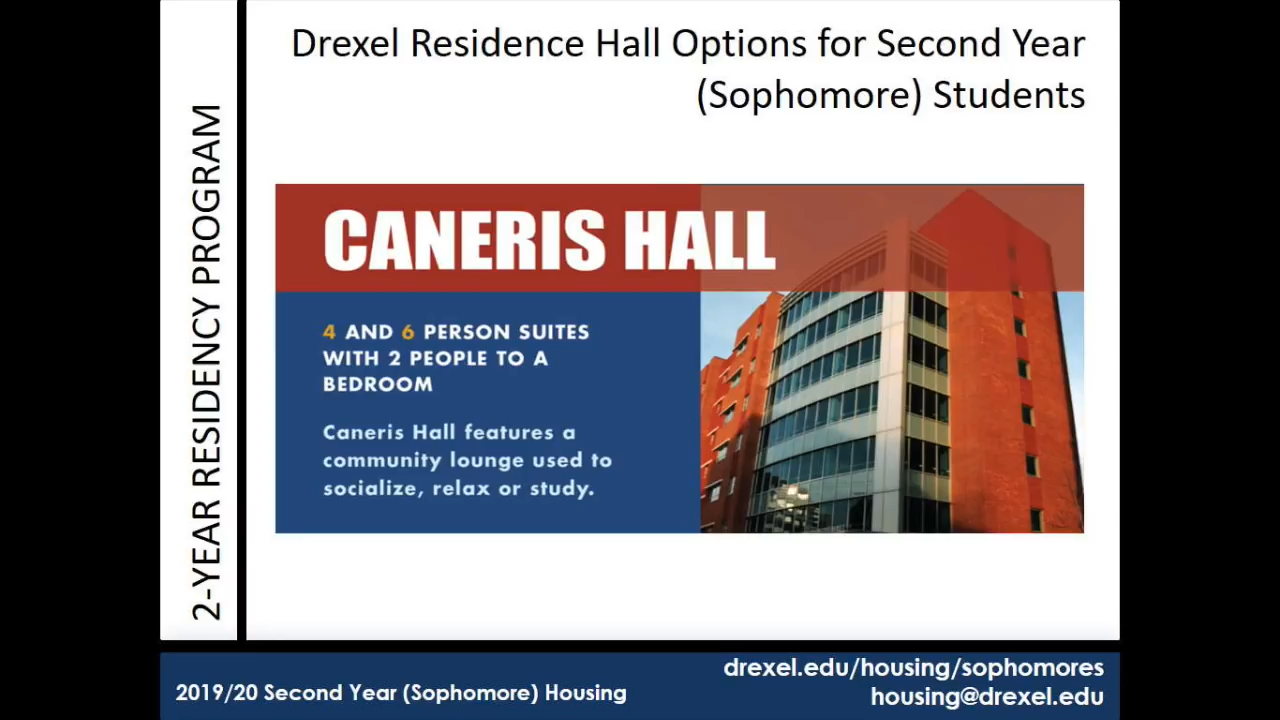 Drexel Residence Hall Options for Second Year
(Sophomore) Students
2-YEAR RESIDENCY PROGRAM
CANERIS HALL
4 AND 6 PERSON SUITES
WITH 2 PEOPLE TO A
BEDROOM
Caneris Hall features a
community lounge used to
socialize, relax or study.
2019/20 Second Year (Sophomore) Housing
drexel.edu/housing/sophomores
housing@drexel.edu